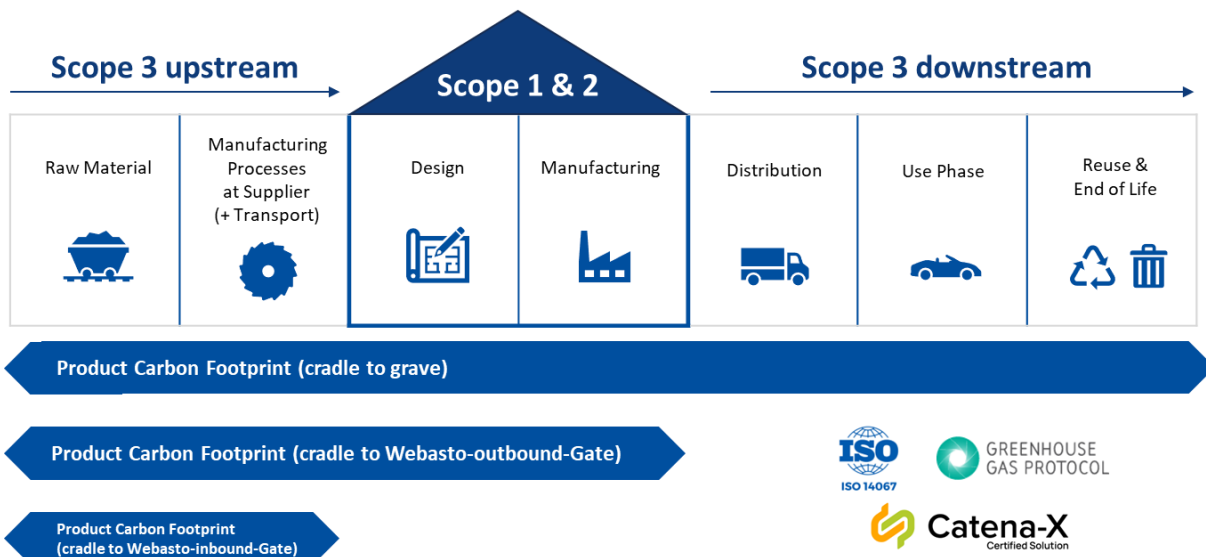 Scope 3 upstream
Scope 1 & 2
Scope 3 downstream
Raw Material
Manufacturing
Processes
at Supplier
(+ Transport)
Design
Manufacturing
Distribution
Use Phase
Reuse &
End of Life
Product Carbon Footprint (cradle to grave)
Product Carbon Footprint (cradle to Webasto-outbound-Gate)
ISO
ISO 14067
GREENHOUSE
GAS PROTOCOL
Product Carbon Footprint
(cradle to Webasto-inbound-Gate)
Catena-X
Certified Solution